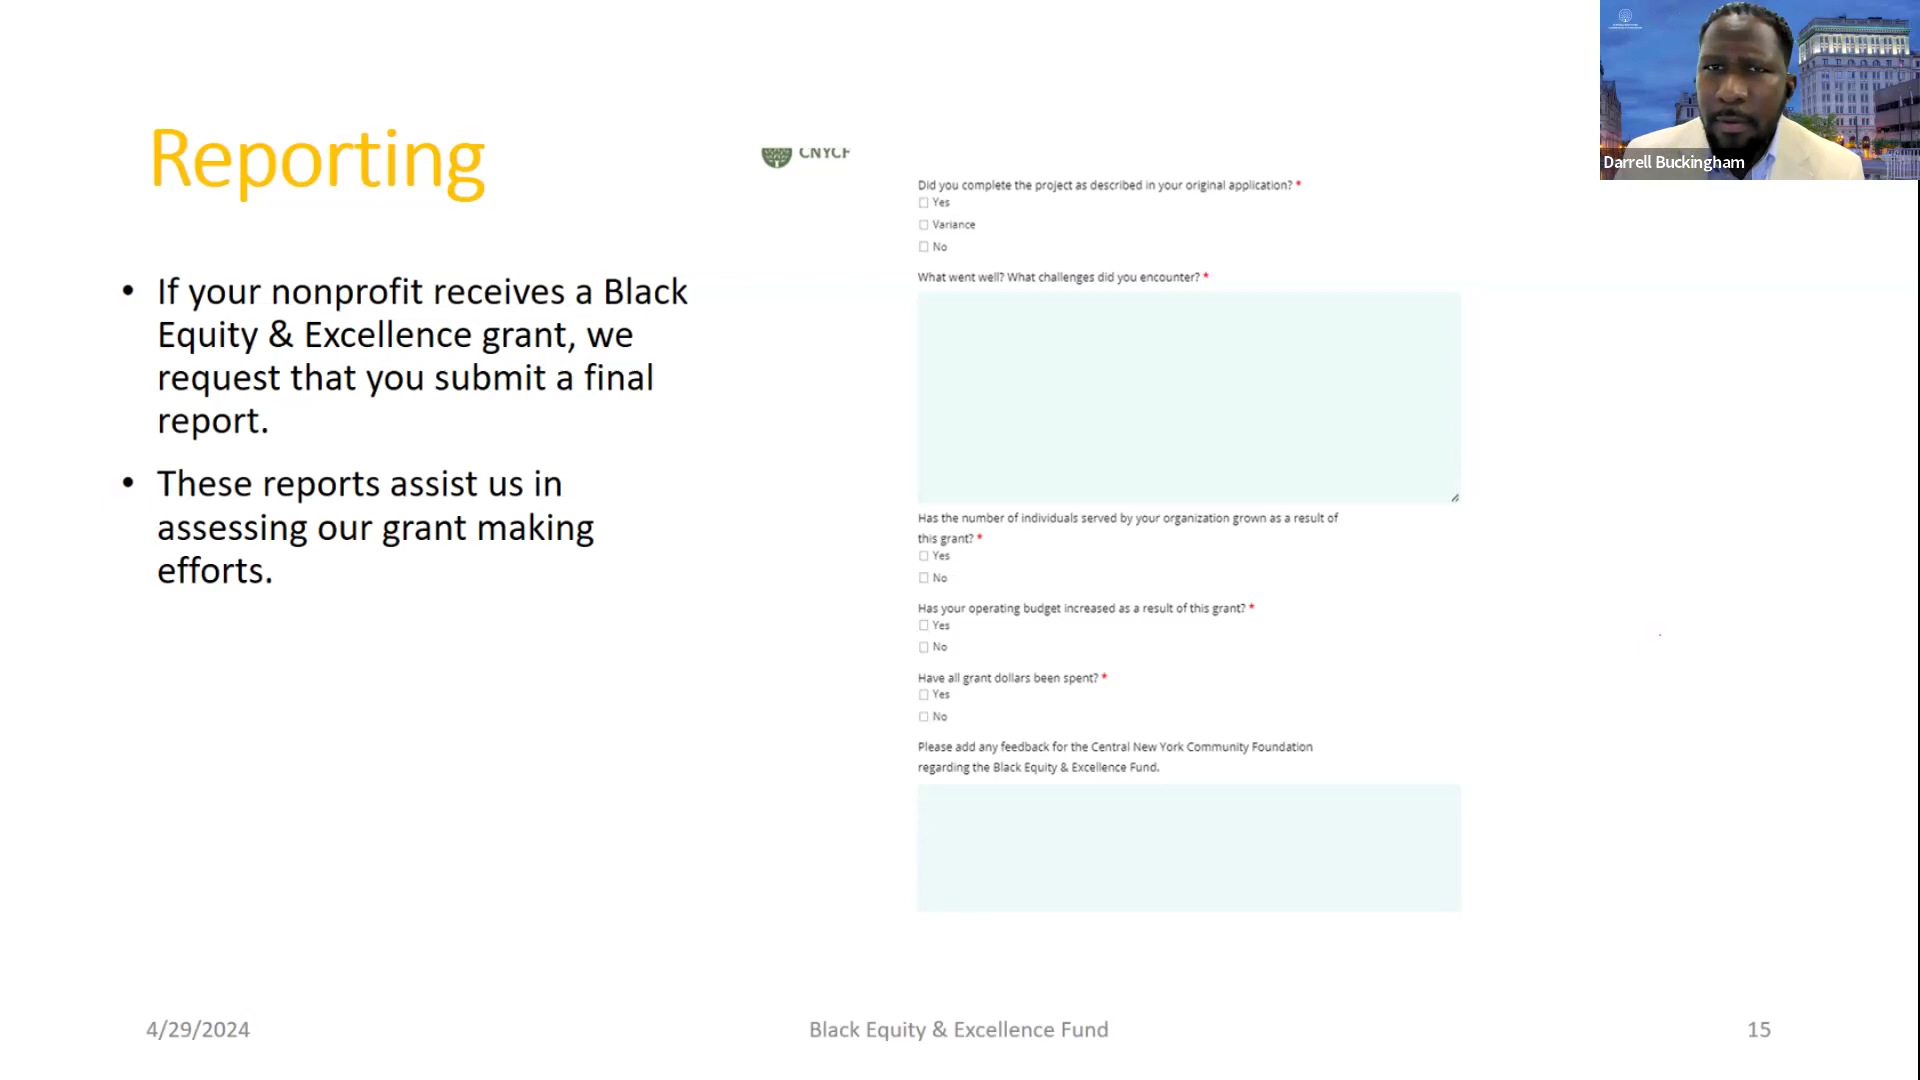 Reporting
• If your nonprofit receives a Black
Equity & Excellence grant, we
request that you submit a final
report.
• These reports assist us in
assessing our grant making
efforts.
CNYCF
Did you complete the project as described in your original application? *
Yes
Variance
No
What went well? What challenges did you encounter? *
Has the number of individuals served by your organization grown as a result of
this grant? *
Yes
No
Has your operating budget increased as a result of this grant? *
Yes
No
Have all grant dollars been spent? *
Yes
No
Please add any feedback for the Central New York Community Foundation
regarding the Black Equity & Excellence Fund.
Darrell Buckingham
4/29/2024
Black Equity & Excellence Fund
15